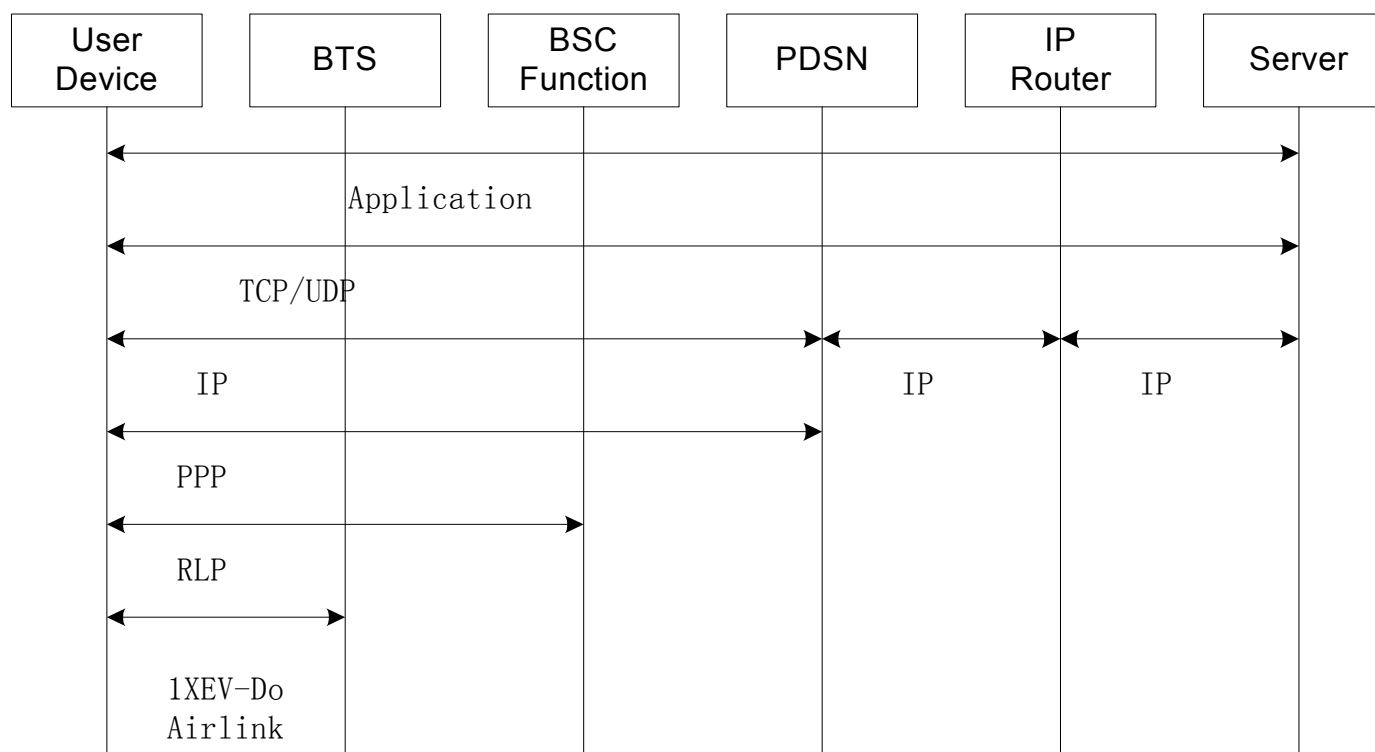 User
Device
BTS
BSC
Function
PDSN
IP
Router
Server
Application
TCP/UDP
IP
IP
IP
PPP
RLP
1XEV-Do
Airlink